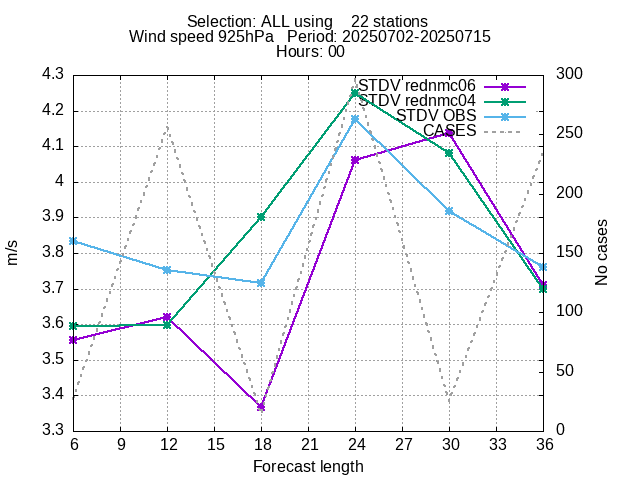 Selection: ALL using 22 stations
Wind speed 925hPa Period: 20250702-20250715
Hours: 00
STDV rednmc06
STDV rednmc04
STDV OBS
CASES
4.3
4.2
4.1
4
3.9
3.8
3.7
3.6
3.5
3.4
3.3
m/s
300
250
200
150
100
50
0
No cases
6 9 12 15 18 21 24 27 30 33 36
Forecast length